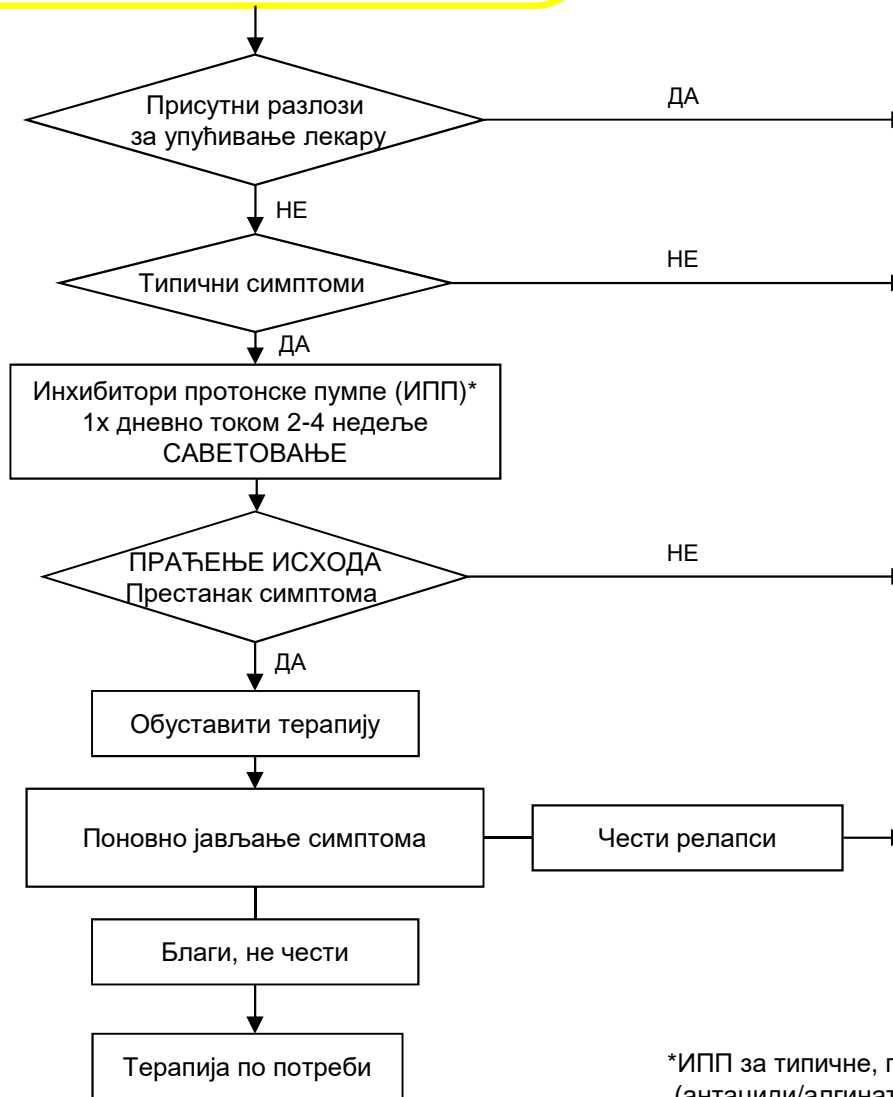 Присутни разлози
за упућивање лекару
ДА
НЕ
Типични симптоми
НЕ
ДА
Инхибитори протонске пумпе (ИПП)*
1x дневно током 2-4 недеље
САВЕТОВАЊЕ
ПРАЋЕЊЕ ИСХОДА
Престанак симптома
НЕ
ДА
Обуставити терапију
Поновно јављање симптома
Чести релапси
Благи, не чести
Терапија по потреби
*ИПП за типичне,